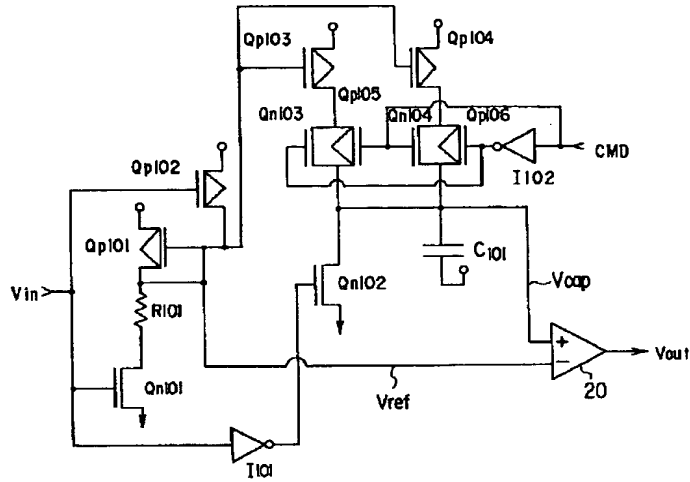 Qp103
Qp104
Qp105
Qn103
Qn104
Qp106
CMD
I102
Qp102
Qp101
C101
Qn102
Vcap
Vin
R101
+
−
Vout
20
Qn101
Vref
I101